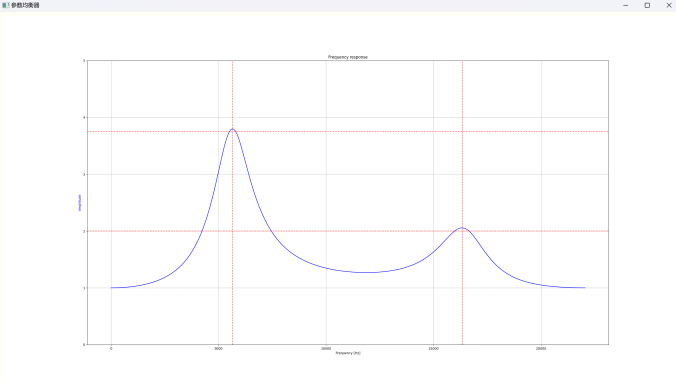 参数均衡器
Frequency response
5
4
3
2
1
0
Amplitude
0
5000
10000
15000
20000
Frequency [Hz]